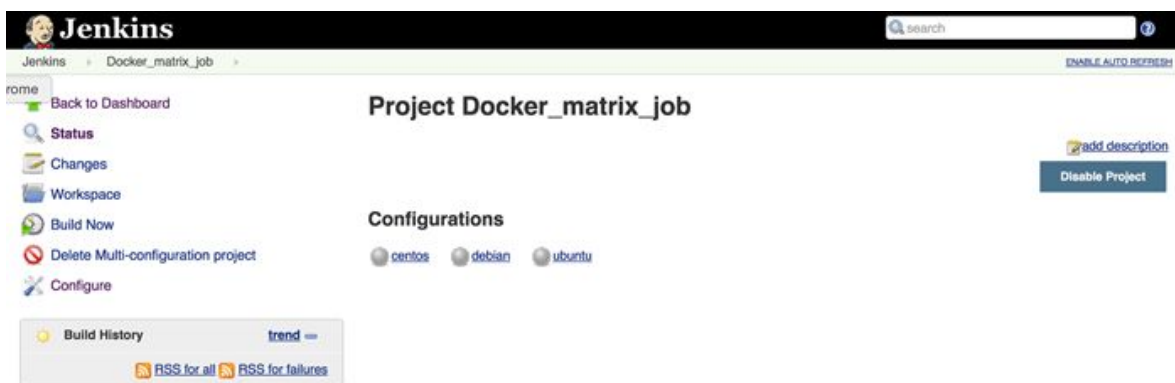 Jenkins
search
Jenkins Docker_matrix_job
ENABLE AUTO REFRESH
rome
Back to Dashboard
Status
Changes
Workspace
Build Now
Delete Multi-configuration project
Configure
Build History trend
RSS for all RSS for failures
Project Docker_matrix_job
add description
Disable Project
Configurations
centos debian ubuntu